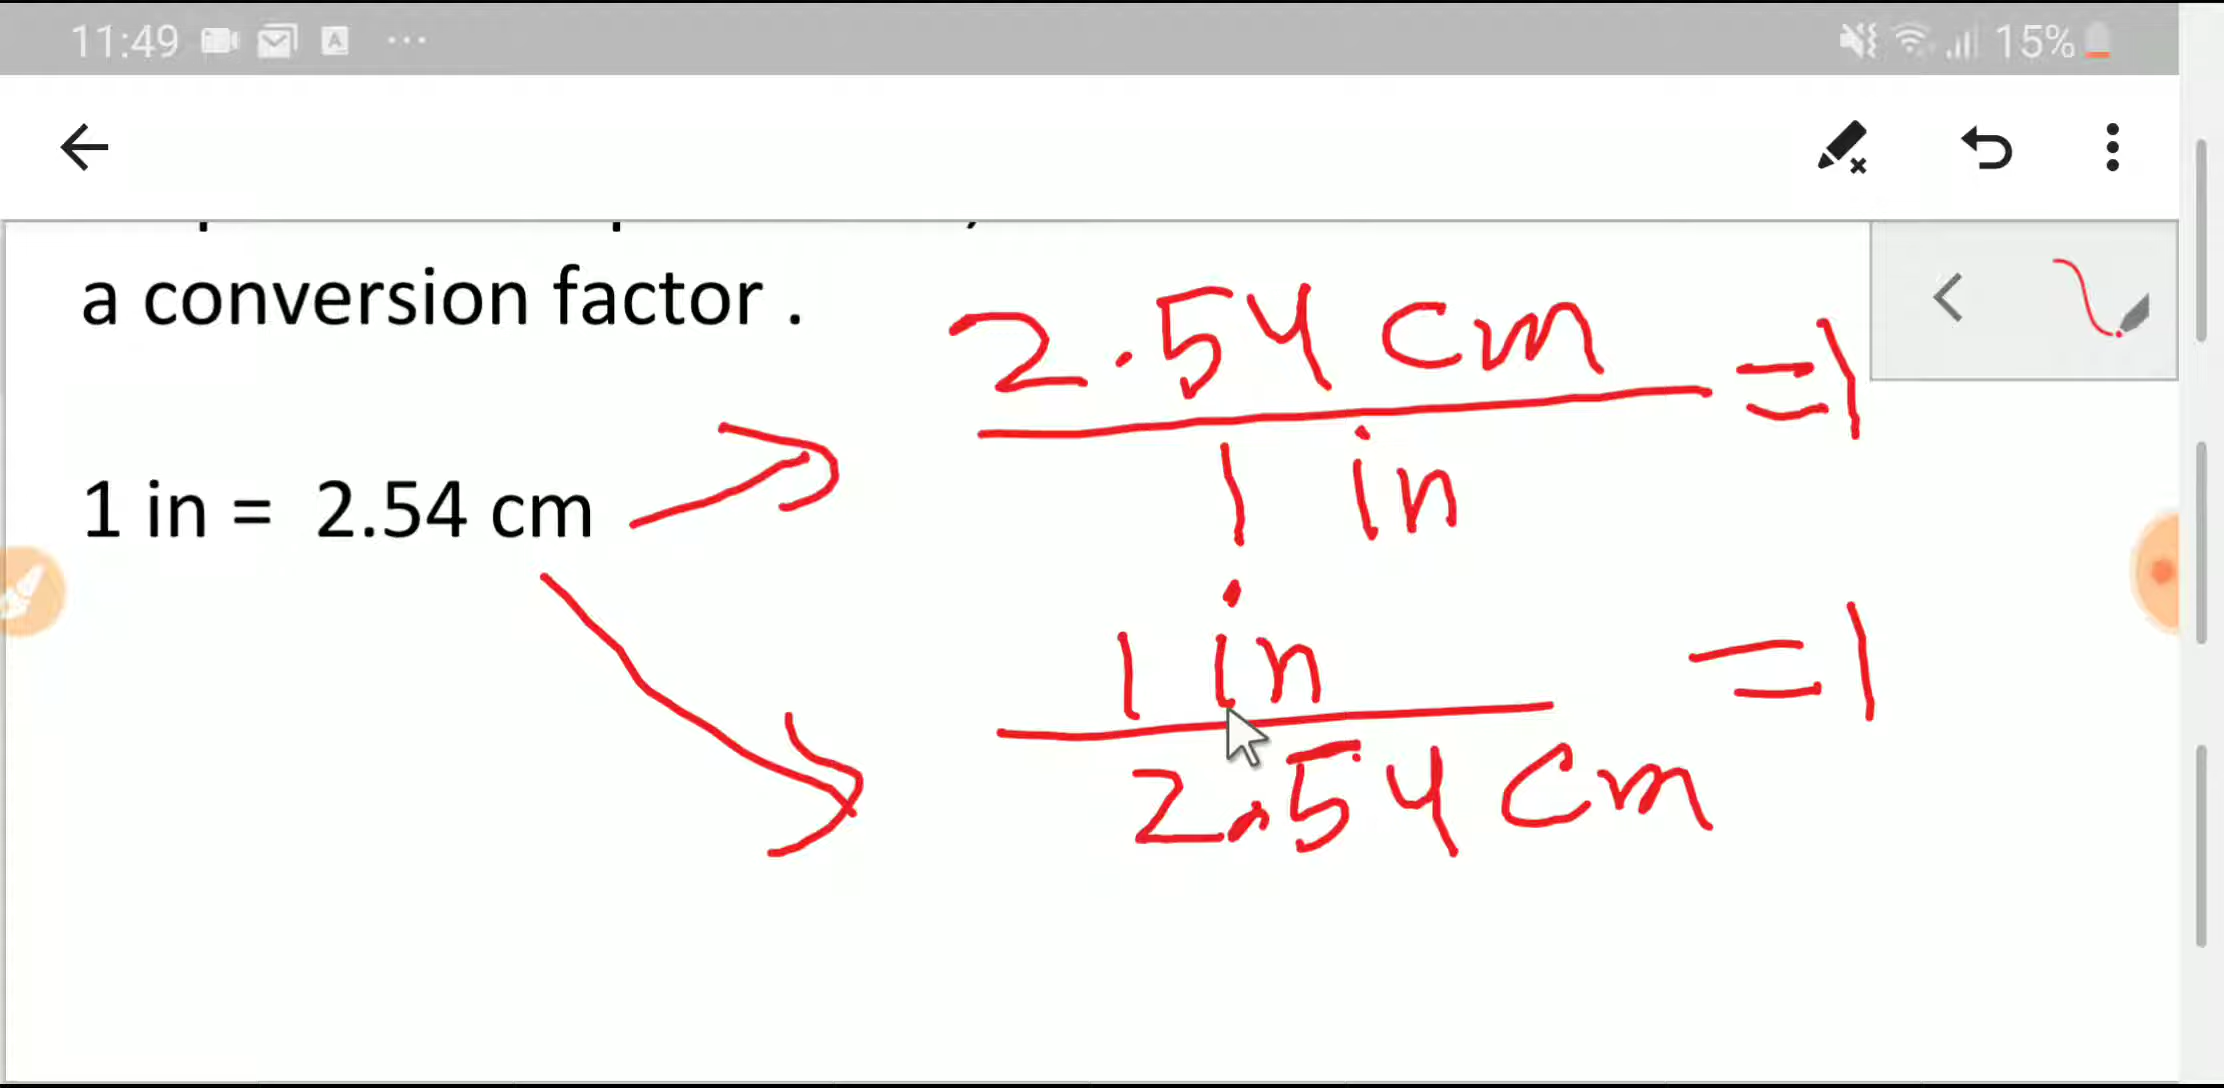 11:49
15%
a conversion factor .
1 in = 2.54 cm
2.54 cm
1 in
=1
1 in
2.54 cm
=1